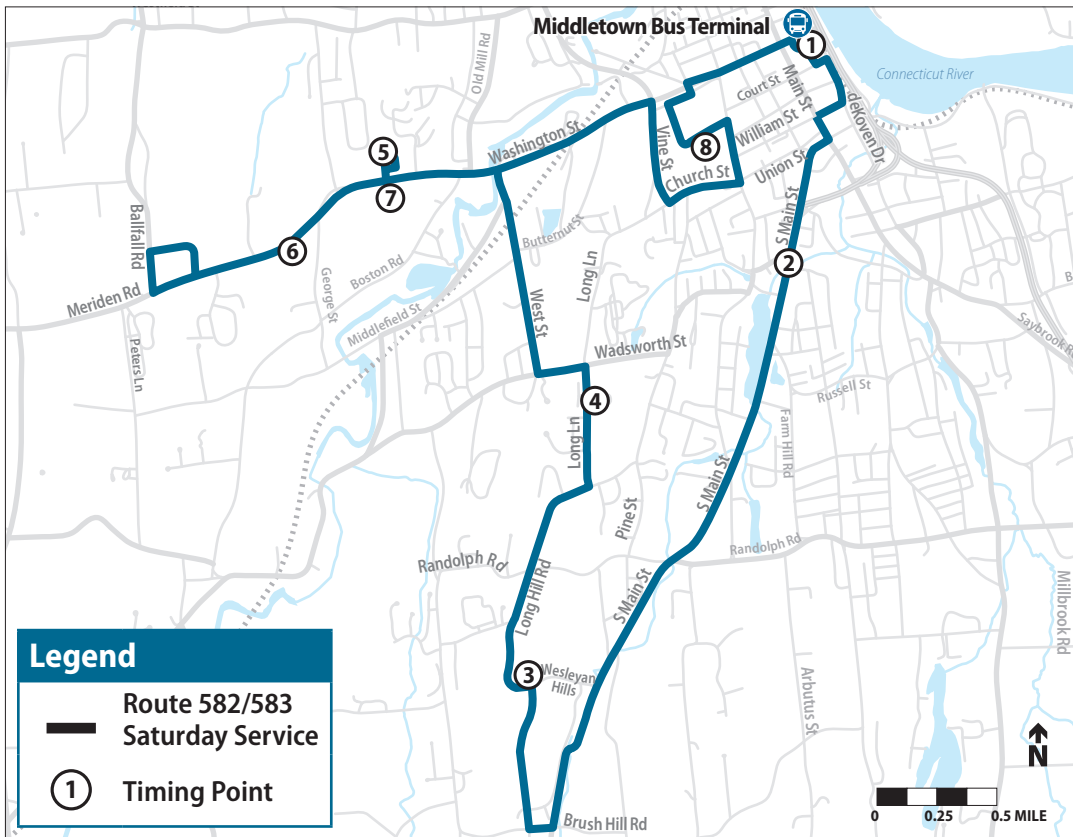 Middletown Bus Terminal
1
Connecticut River
Old Mill Rd
Court St
Main St
deKoven Dr
William St
Washington St
Vine St
8
Church St
Union St
5
7
S Main St
2
6
Ballfall Rd
Meriden Rd
Butternut St
Long Ln
Boston Rd
George St
Middlefield St
West St
Wadsworth St
Peters Ln
Saybrook Rd
Russell St
4
Long Ln
Farm Hill Rd
S Main St
Pine St
Randolph Rd
Randolph Rd
Long Hill Rd
S Main St
Millbrook Rd
3
Wesleyan
Hills
Arbutus St
Brush Hill Rd
Legend
Route 582/583
Saturday Service
1
Timing Point
N
0 0.25 0.5 MILE